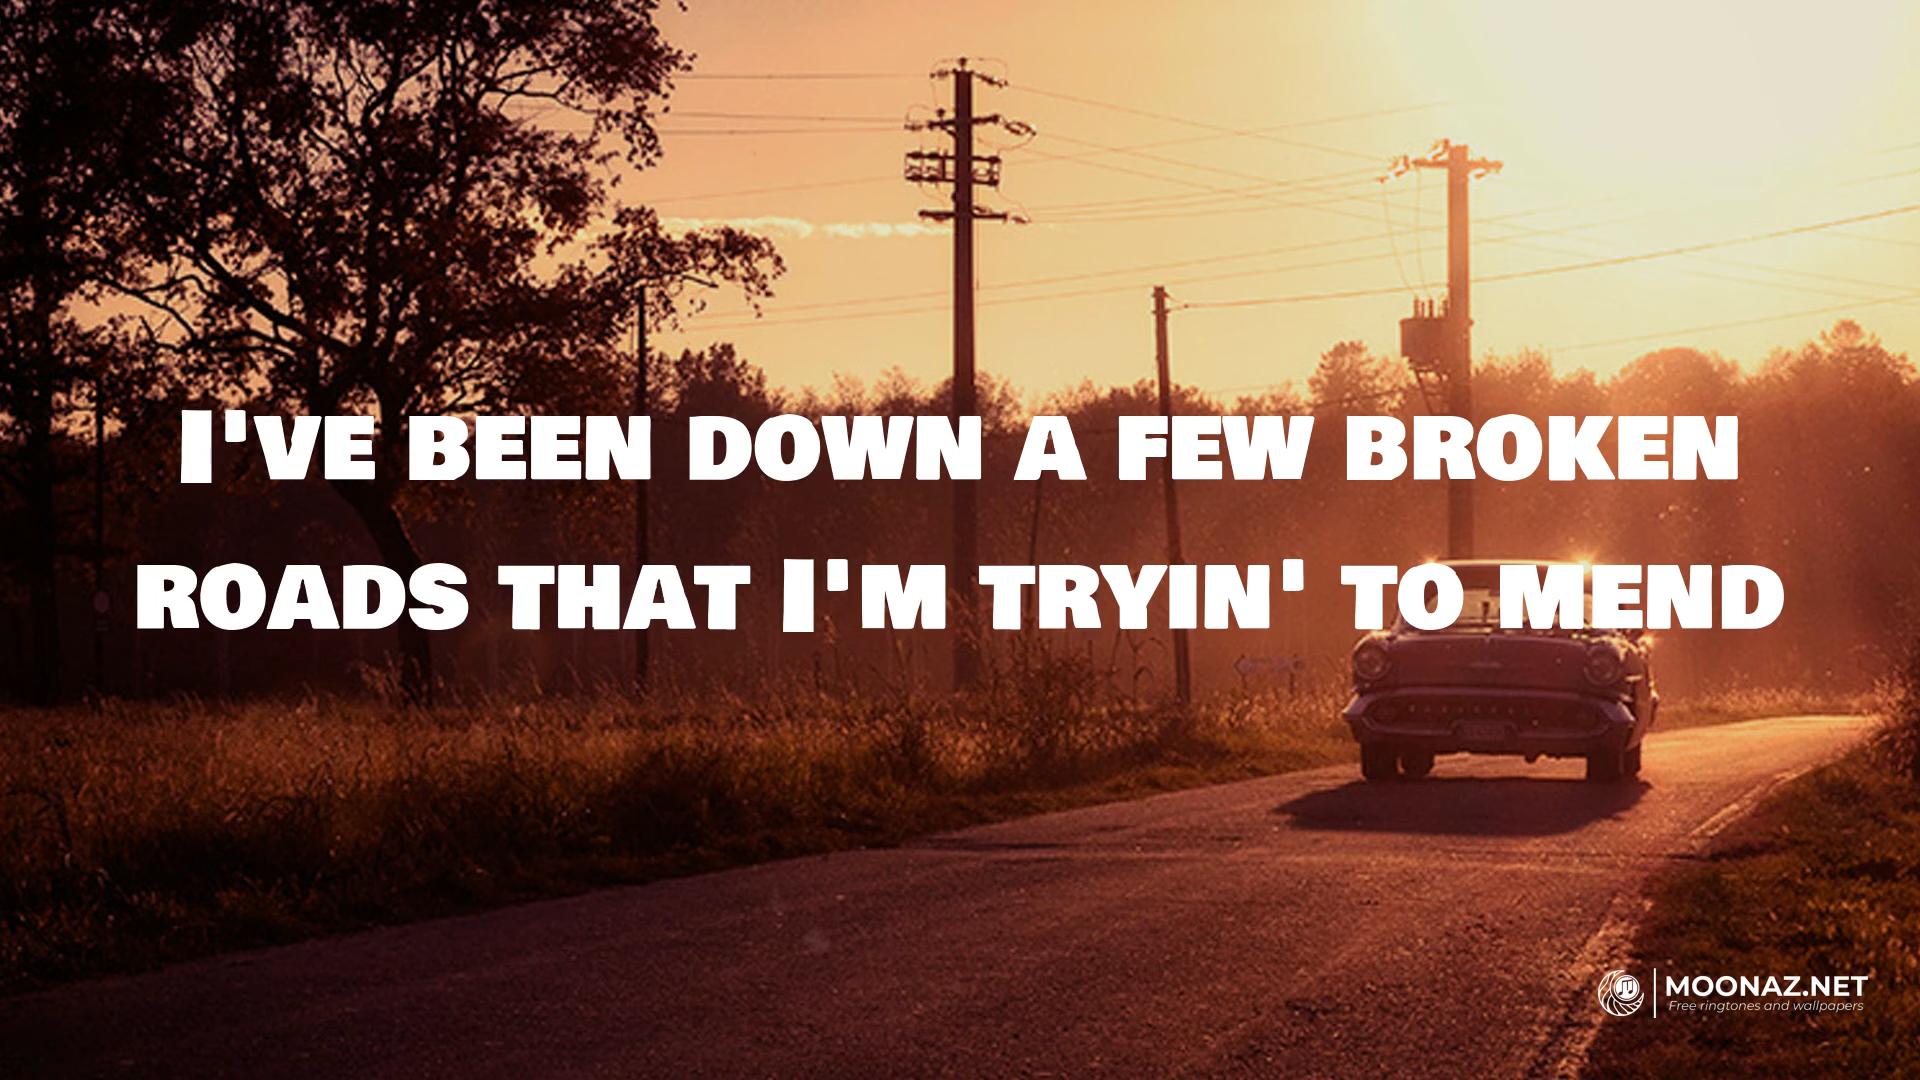 I'VE BEEN DOWN A FEW BROKEN
ROADS THAT I'M TRYIN' TO MEND
MOONAZ.NET
Free ringtones and wallpapers